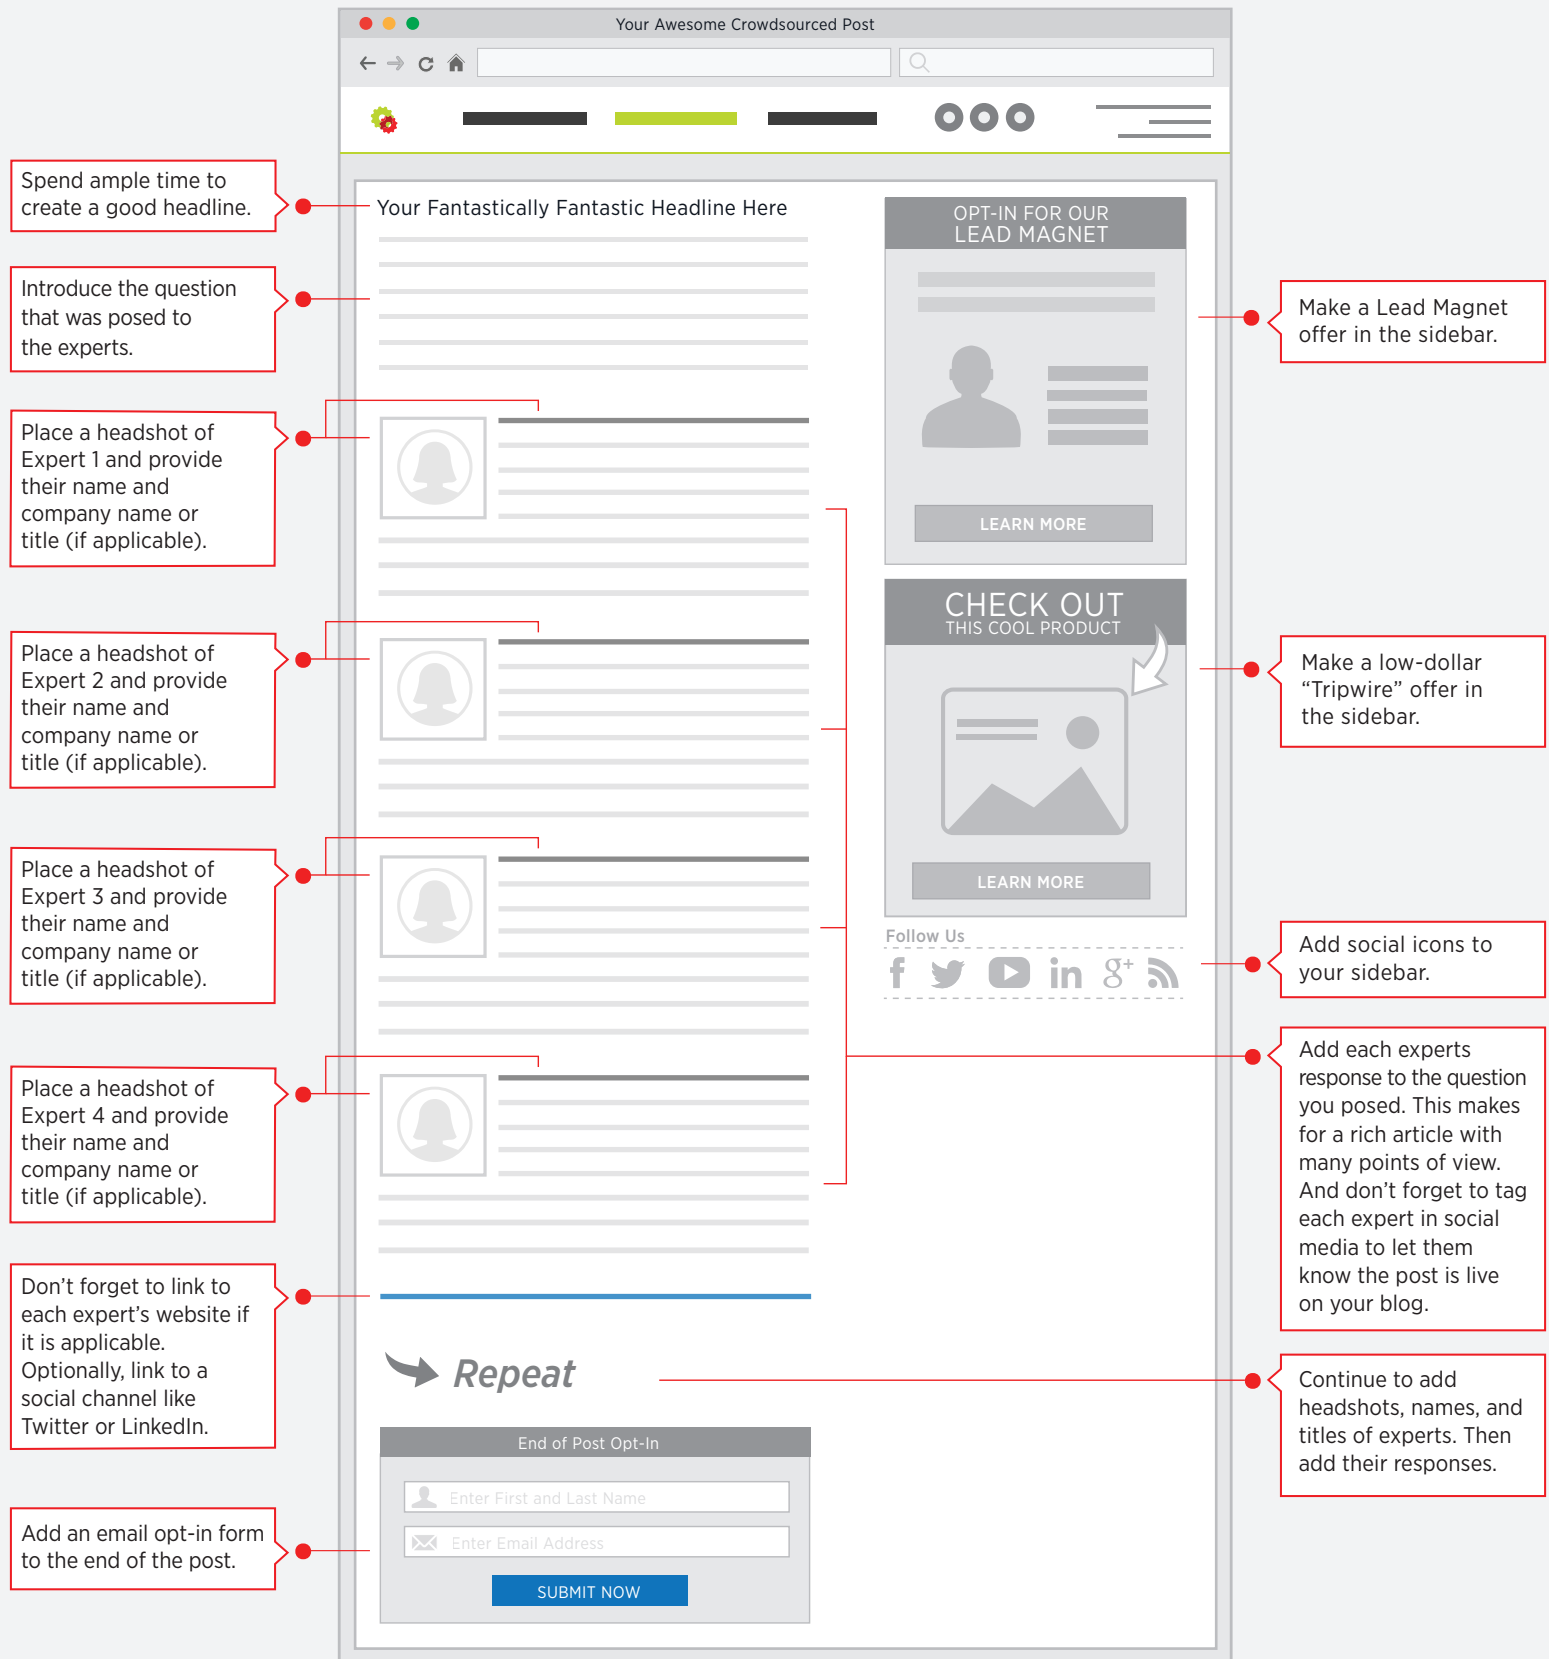 Your Awesome Crowdsourced Post
Spend ample time to
create a good headline.
Introduce the question
that was posed to
the experts.
Place a headshot of
Expert 1 and provide
their name and
company name or
title (if applicable).
Place a headshot of
Expert 2 and provide
their name and
company name or
title (if applicable).
Place a headshot of
Expert 3 and provide
their name and
company name or
title (if applicable).
Place a headshot of
Expert 4 and provide
their name and
company name or
title (if applicable).
Don't forget to link to
each expert's website if
it is applicable.
Optionally, link to a
social channel like
Twitter or LinkedIn.
Add an email opt-in form
to the end of the post.
Your Fantastically Fantastic Headline Here
Repeat
End of Post Opt-In
Enter First and Last Name
Enter Email Address
SUBMIT NOW
OPT-IN FOR OUR
LEAD MAGNET
LEARN MORE
CHECK OUT
THIS COOL PRODUCT
LEARN MORE
Follow Us
f in g+
Make a Lead Magnet
offer in the sidebar.
Make a low-dollar
“Tripwire” offer in
the sidebar.
Add social icons to
your sidebar.
Add each experts
response to the question
you posed. This makes
for a rich article with
many points of view.
And don't forget to tag
each expert in social
media to let them
know the post is live
on your blog.
Continue to add
headshots, names, and
titles of experts. Then
add their responses.